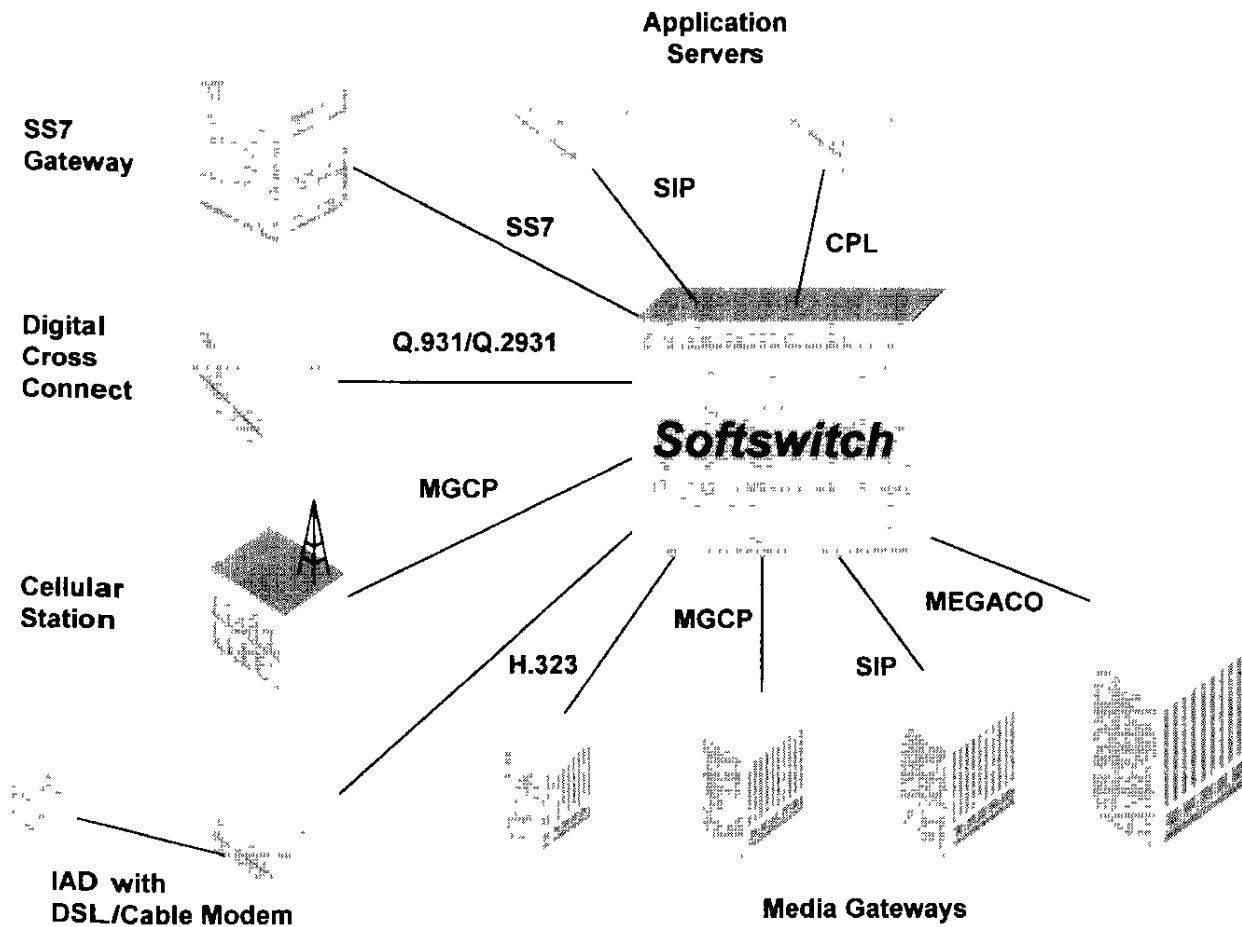 Application
Servers
SS7
Gateway
SIP
SS7
CPL
Digital
Cross
Connect
Q.931/Q.2931
Softswitch
MGCP
Cellular
Station
MEGACO
MGCP
H.323
SIP
IAD with
DSL/Cable Modem
Media Gateways